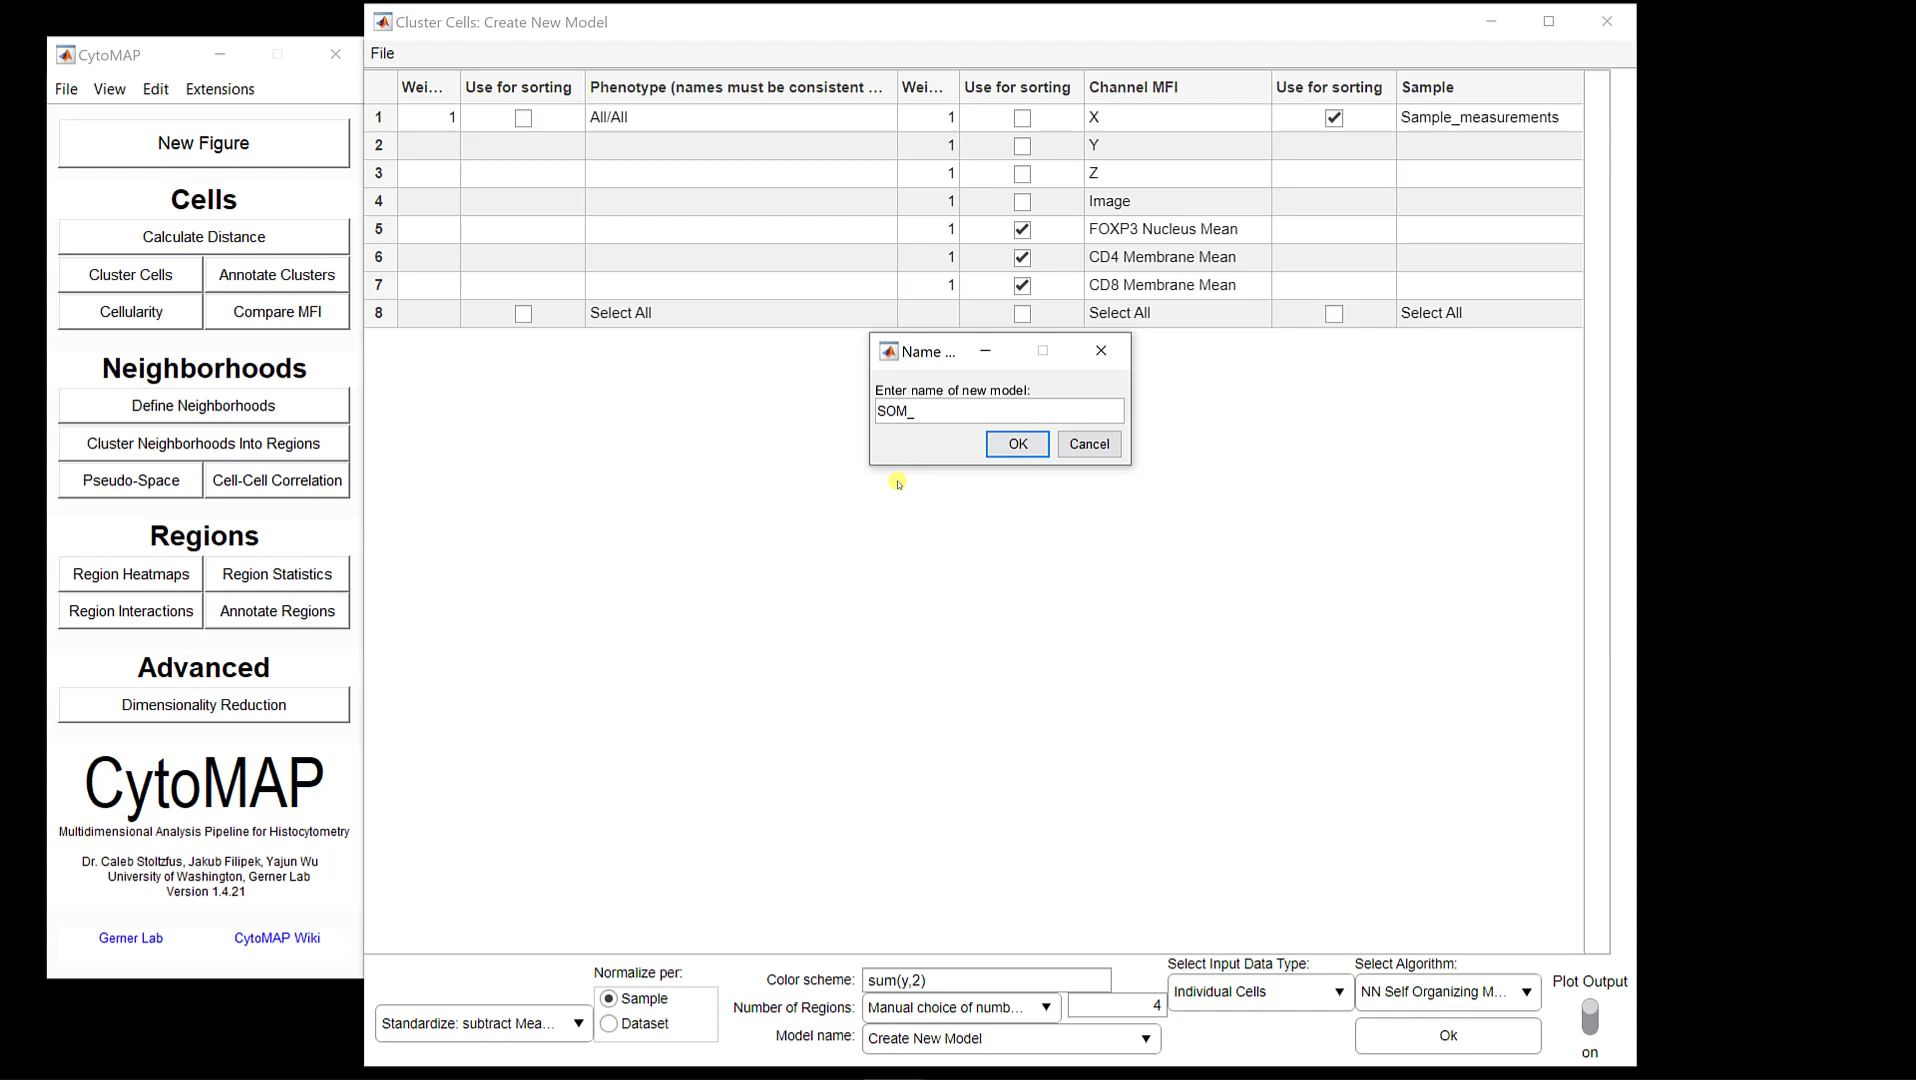 CytoMAP
File View Edit Extensions
New Figure
Cells
Calculate Distance
Cluster Cells Annotate Clusters
Cellularity Compare MFI
Neighborhoods
Define Neighborhoods
Cluster Neighborhoods Into Regions
Pseudo-Space Cell-Cell Correlation
Regions
Region Heatmaps Region Statistics
Region Interactions Annotate Regions
Advanced
Dimensionality Reduction
CytoMAP
Multidimensional Analysis Pipeline for Histocytometry
Dr. Caleb Stoltzfus, Jakub Filipek, Yajun Wu
University of Washington, Gerner Lab
Version 1.4.21
Gerner Lab CytoMAP Wiki
Cluster Cells: Create New Model
File
Wei... Use for sorting Phenotype (names must be consistent ... Wei... Use for sorting Channel MFI Use for sorting Sample
1 1 All/All 1 X Sample_measurements
2 1 Y
3 1 Z
4 1 Image
5 1 FOXP3 Nucleus Mean
6 1 CD4 Membrane Mean
7 1 CD8 Membrane Mean
8 Select All Select All Select All
Name ...
Enter name of new model:
SOM_
OK Cancel
Standardize: subtract Mea...
Normalize per:
Sample
Dataset
Color scheme: sum(y,2)
Number of Regions: Manual choice of numb... 4
Model name: Create New Model
Select Input Data Type:
Individual Cells
Select Algorithm:
NN Self Organizing M...
Ok
Plot Output
on